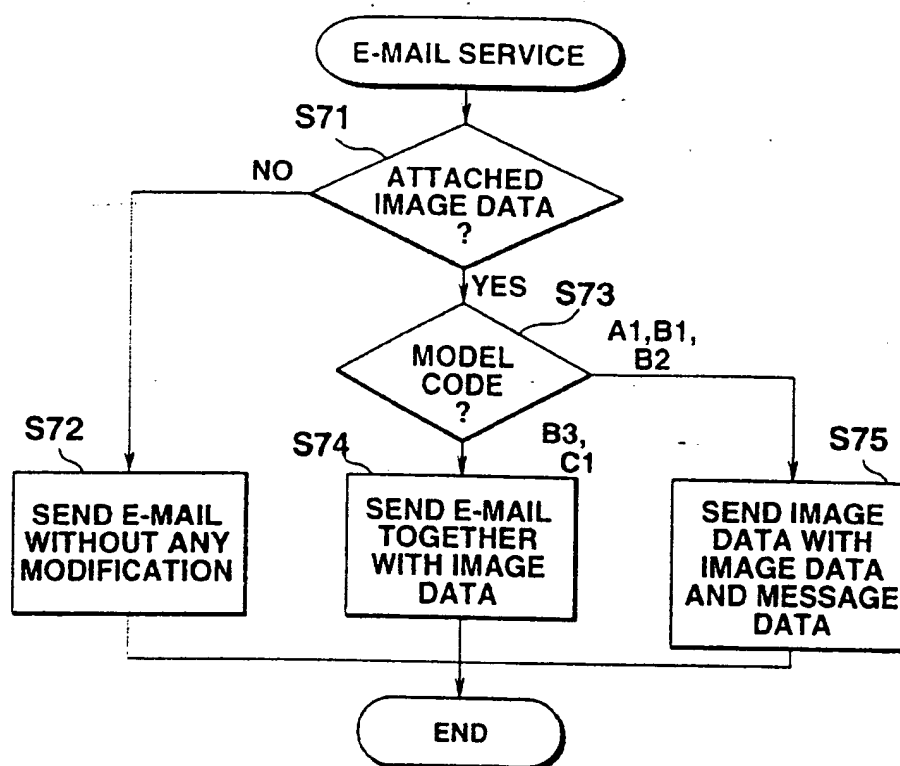 E-MAIL SERVICE
S71
NO
ATTACHED
IMAGE DATA
?
YES
S73
A1,B1,
B2
MODEL
CODE
?
S72
S74
B3,
C1
S75
SEND E-MAIL
WITHOUT ANY
MODIFICATION
SEND E-MAIL
TOGETHER
WITH IMAGE
DATA
SEND IMAGE
DATA WITH
IMAGE DATA
AND MESSAGE
DATA
END